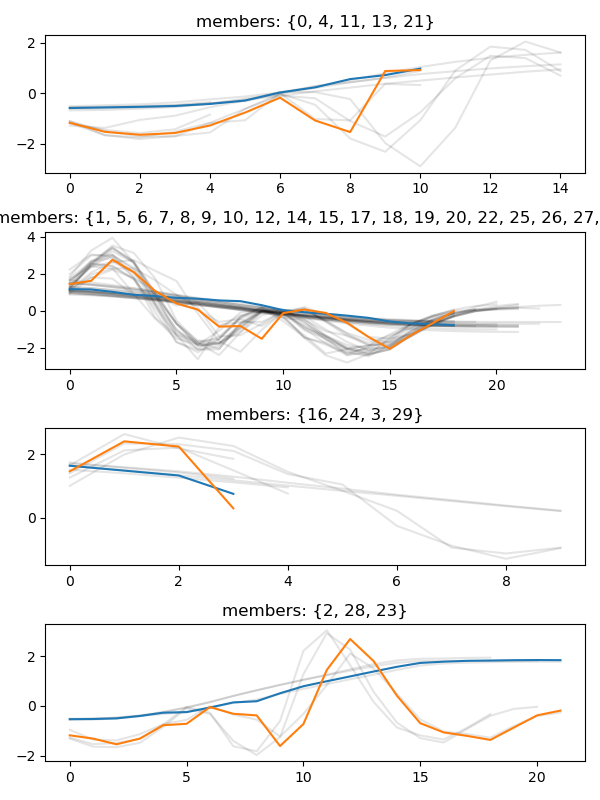 members: {0, 4, 11, 13, 21}
2
0
−2
0 2 4 6 8 10 12 14
members: {1, 5, 6, 7, 8, 9, 10, 12, 14, 15, 17, 18, 19, 20, 22, 25, 26, 27,
4
2
0
−2
0 5 10 15 20
members: {16, 24, 3, 29}
2
0
0 2 4 6 8
members: {2, 28, 23}
2
0
−2
0 5 10 15 20